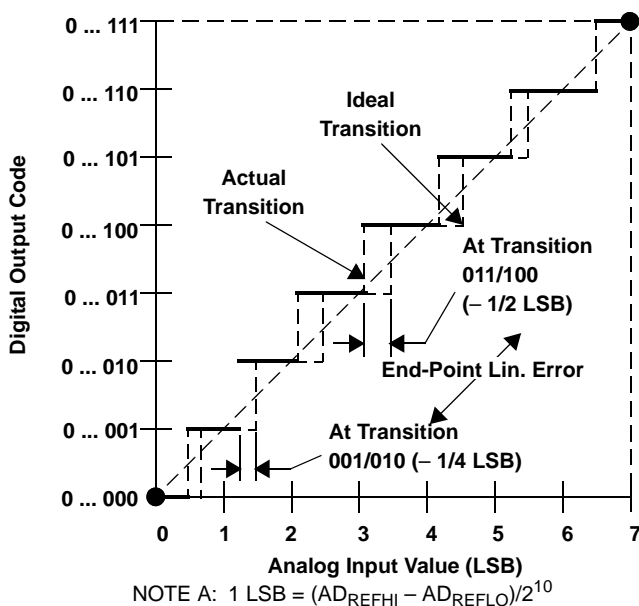 0 ... 111
0 ... 110
0 ... 101
0 ... 100
0 ... 011
0 ... 010
0 ... 001
0 ... 000
Digital Output Code
Ideal
Transition
Actual
Transition
At Transition
011/100
(– 1/2 LSB)
End-Point Lin. Error
At Transition
001/010 (– 1/4 LSB)
0 1 2 3 4 5 6 7
Analog Input Value (LSB)
NOTE A: 1 LSB = (AD_REFHI – AD_REFLO)/2^10